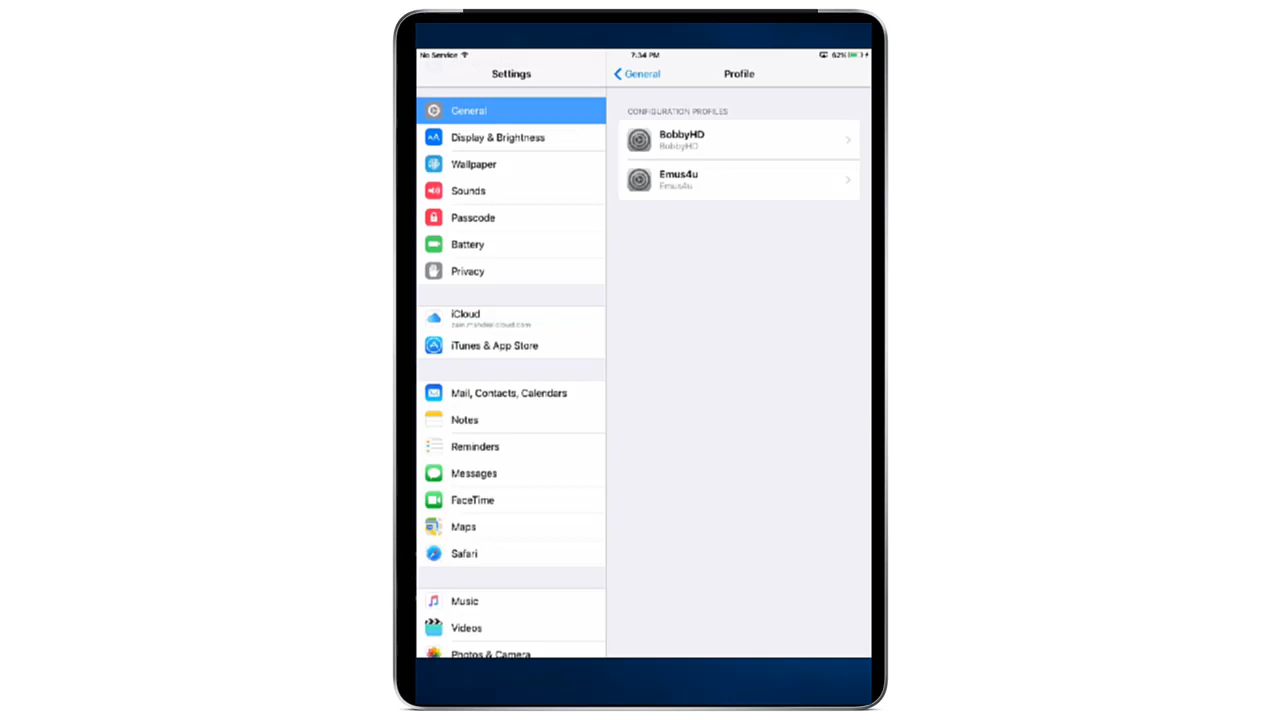 No Service
7:34 PM
62%
Settings
General
Profile
General
Display & Brightness
Wallpaper
Sounds
Passcode
Battery
Privacy
iCloud
iTunes & App Store
Mail, Contacts, Calendars
Notes
Reminders
Messages
FaceTime
Maps
Safari
Music
Videos
Photos & Camera
CONFIGURATION PROFILES
BobbyHD
BobbyHD
Emus4u
Emus4u